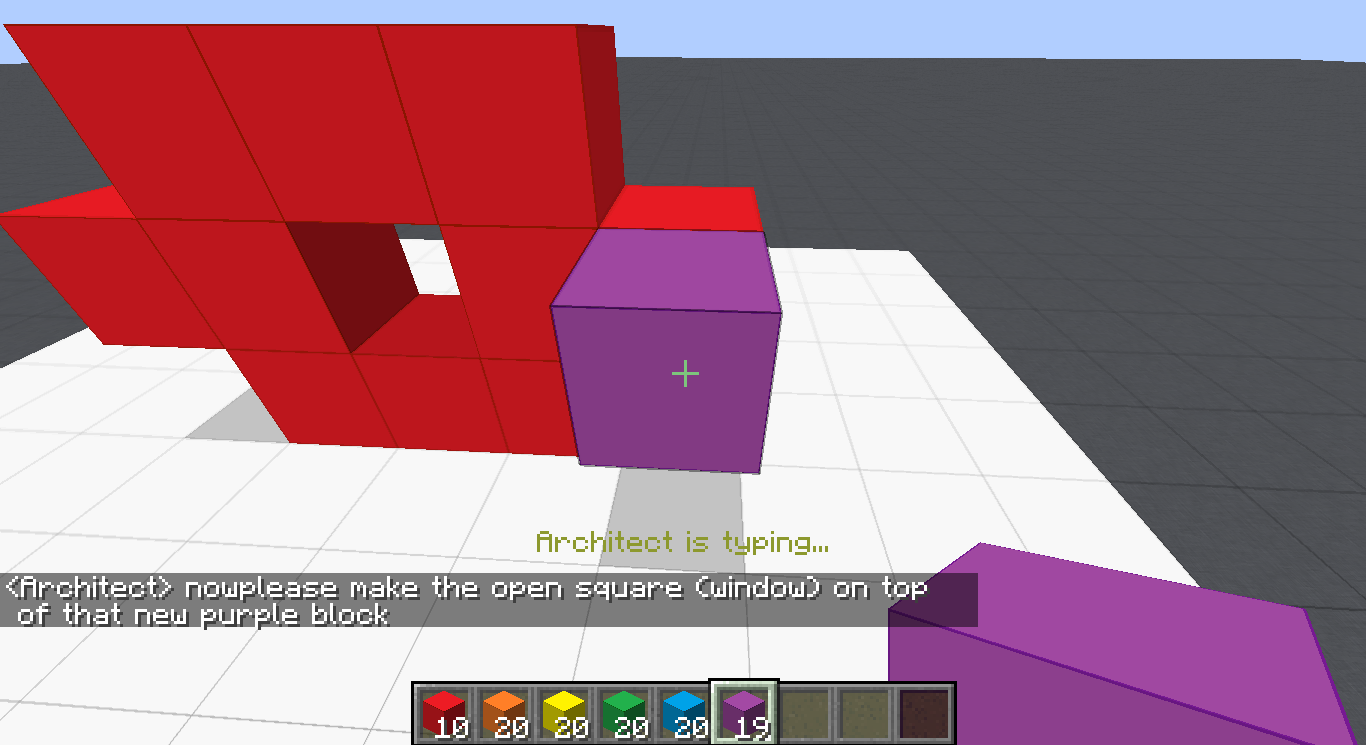 Architect is typing...
<Architect> nowplease make the open square (window) on top
of that new purple block
10 20 20 20 20 19